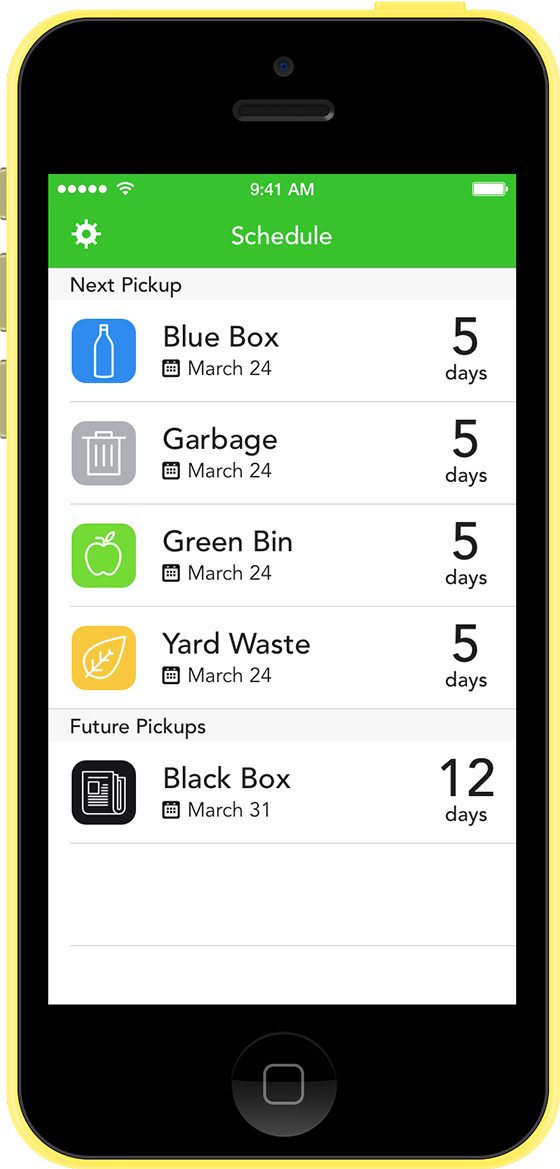 9:41 AM
Schedule
Next Pickup
Blue Box
March 24
5
days
Garbage
March 24
5
days
Green Bin
March 24
5
days
Yard Waste
March 24
5
days
Future Pickups
Black Box
March 31
12
days